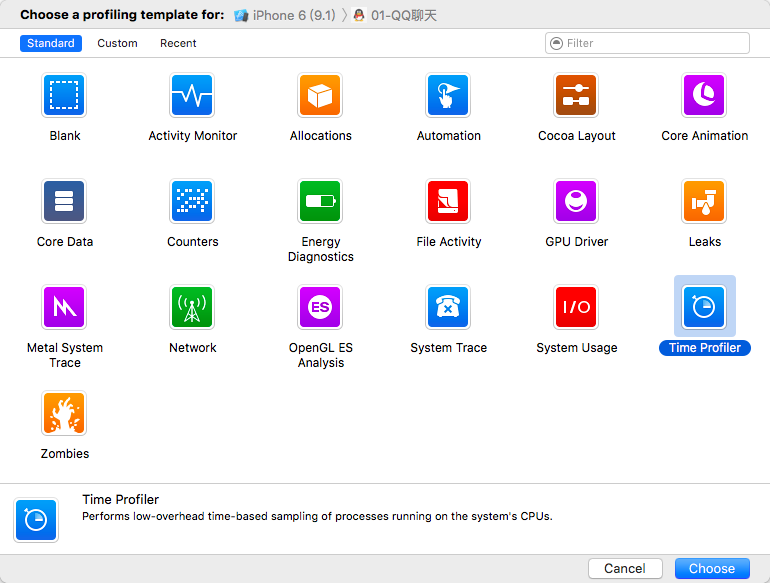 Choose a profiling template for: iPhone 6 (9.1) 〉 01-QQ聊天
Standard Custom Recent Filter
Blank Activity Monitor Allocations Automation Cocoa Layout Core Animation
Core Data Counters Energy Diagnostics File Activity GPU Driver Leaks
ES I/O
Metal System Trace Network OpenGL ES Analysis System Trace System Usage Time Profiler
Zombies
Time Profiler
Performs low-overhead time-based sampling of processes running on the system's CPUs.
Cancel Choose